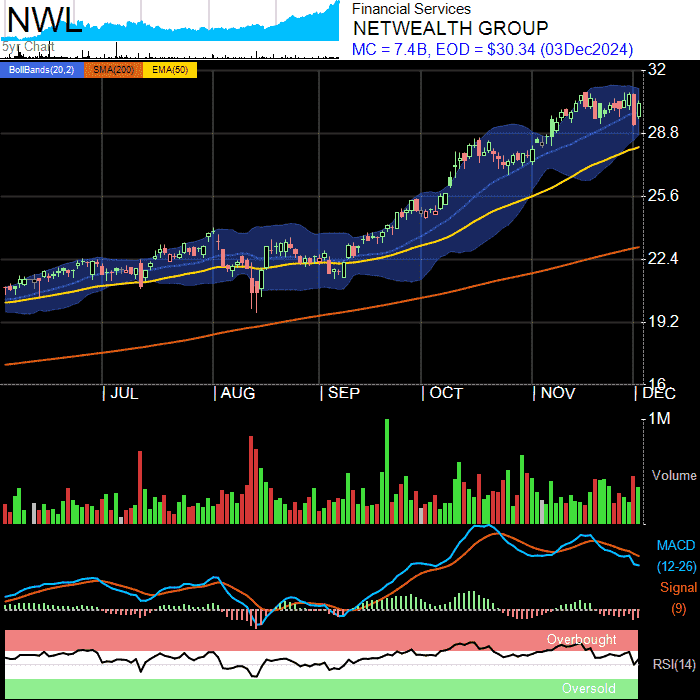 NWL
5yr Chart
Financial Services
NETWEALTH GROUP
MC = 7.4B, EOD = $30.34 (03Dec2024)
BollBands(20,2) SMA(200) EMA(50)
32
28.8
25.6
22.4
19.2
16
JUL AUG SEP OCT NOV DEC
1M
Volume
MACD
(12-26)
Signal
(9)
Overbought
RSI(14)
Oversold